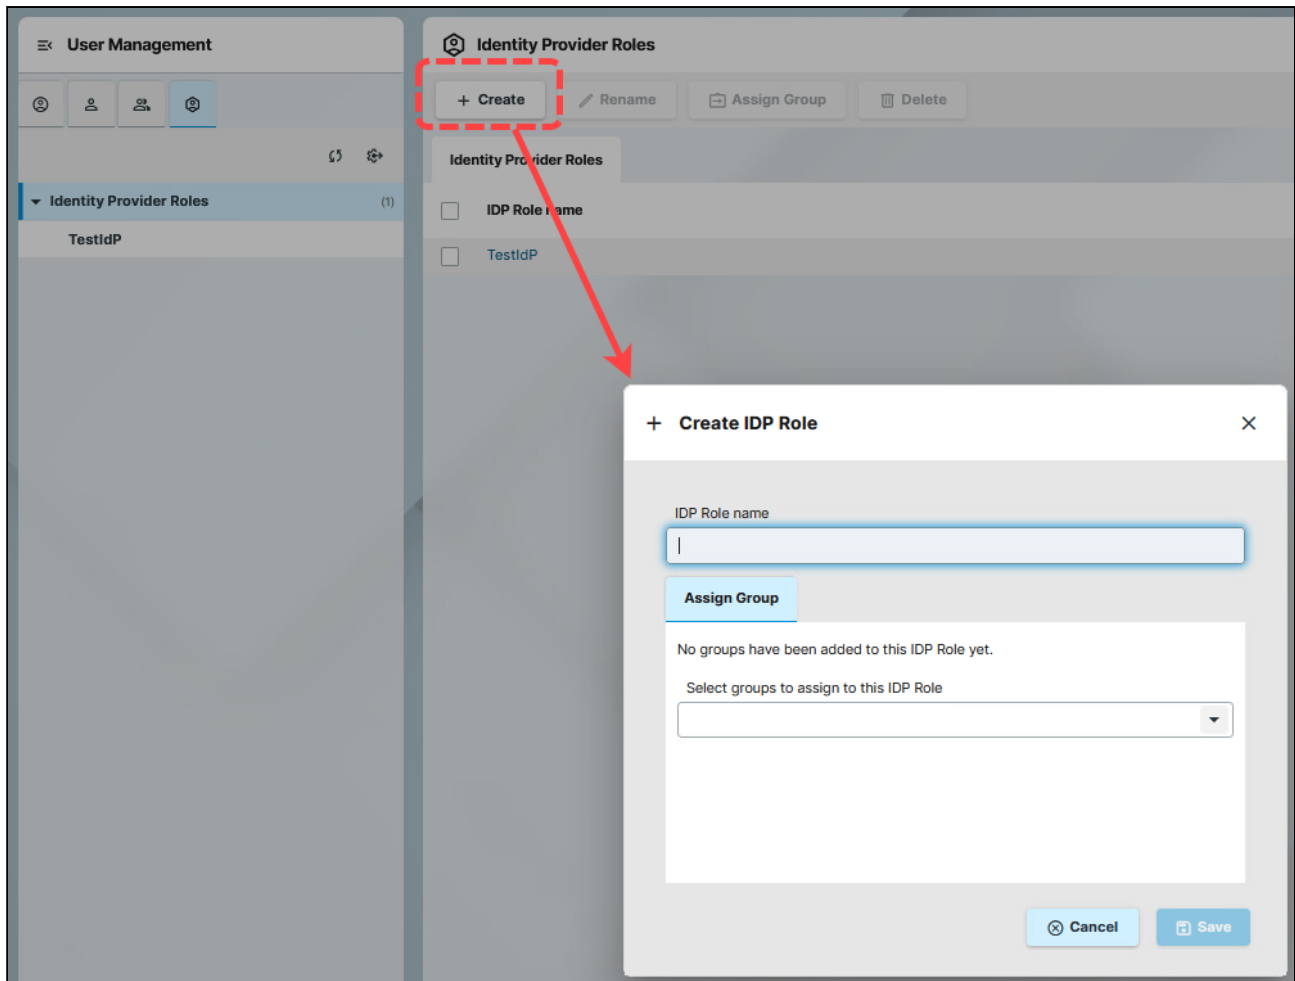 User Management
Identity Provider Roles
Create
Rename
Assign Group
Delete
Identity Provider Roles
Identity Provider Roles (1)
IDP Role name
TestIdP
TestIdP
Create IDP Role
IDP Role name
Assign Group
No groups have been added to this IDP Role yet.
Select groups to assign to this IDP Role
Cancel
Save